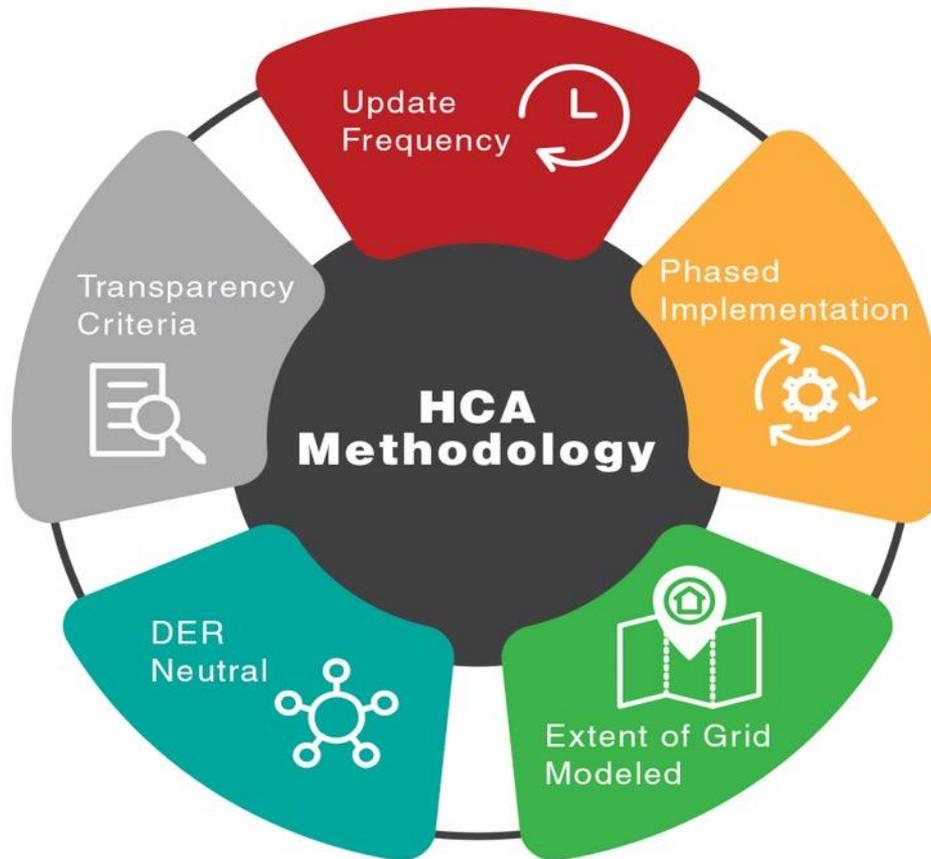 Update
Frequency
Phased
Implementation
Transparency
Criteria
HCA
Methodology
DER
Neutral
Extent of Grid
Modeled